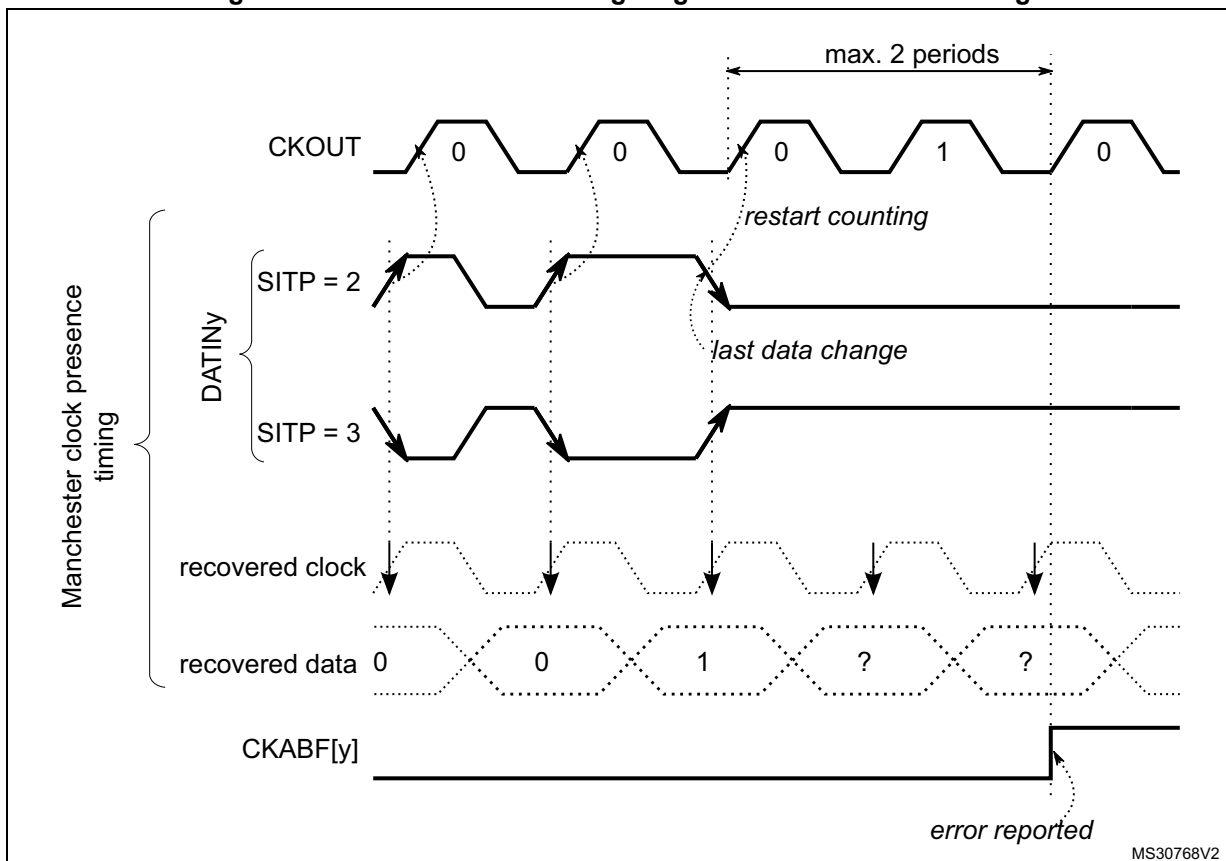 max. 2 periods
CKOUT
0 0 0 1 0
restart counting
SITP = 2
DATINy
last data change
SITP = 3
Manchester clock presence
timing
recovered clock
recovered data 0 0 1 ? ?
CKABF[y]
error reported
MS30768V2